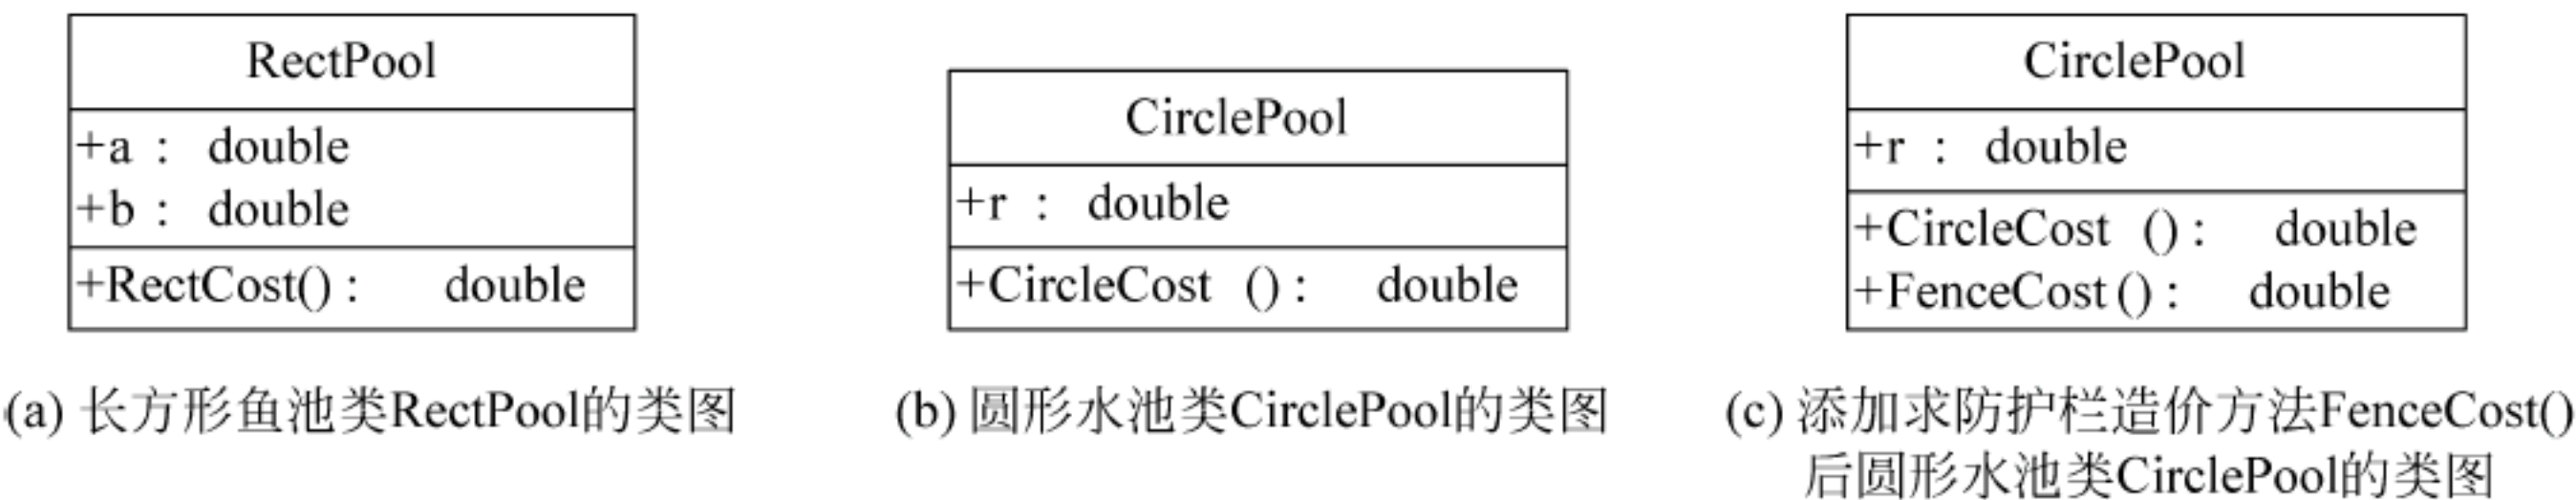 RectPool
+a : double
+b : double
+RectCost() : double
(a) 长方形鱼池类RectPool的类图
CirclePool
+r : double
+CircleCost () : double
(b) 圆形水池类CirclePool的类图
CirclePool
+r : double
+CircleCost () : double
+FenceCost () : double
(c) 添加求防护栏造价方法FenceCost()
后圆形水池类CirclePool的类图